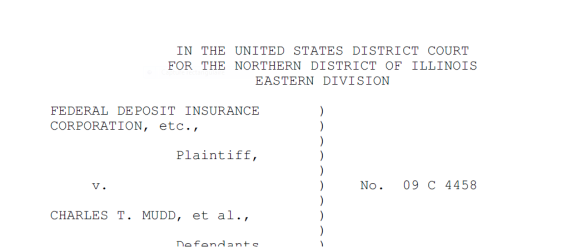 IN THE UNITED STATES DISTRICT COURT
FOR THE NORTHERN DISTRICT OF ILLINOIS
EASTERN DIVISION
FEDERAL DEPOSIT INSURANCE )
CORPORATION, etc., )
)
Plaintiff, )
)
v. ) No. 09 C 4458
)
CHARLES T. MUDD, et al., )
)
Defendants )